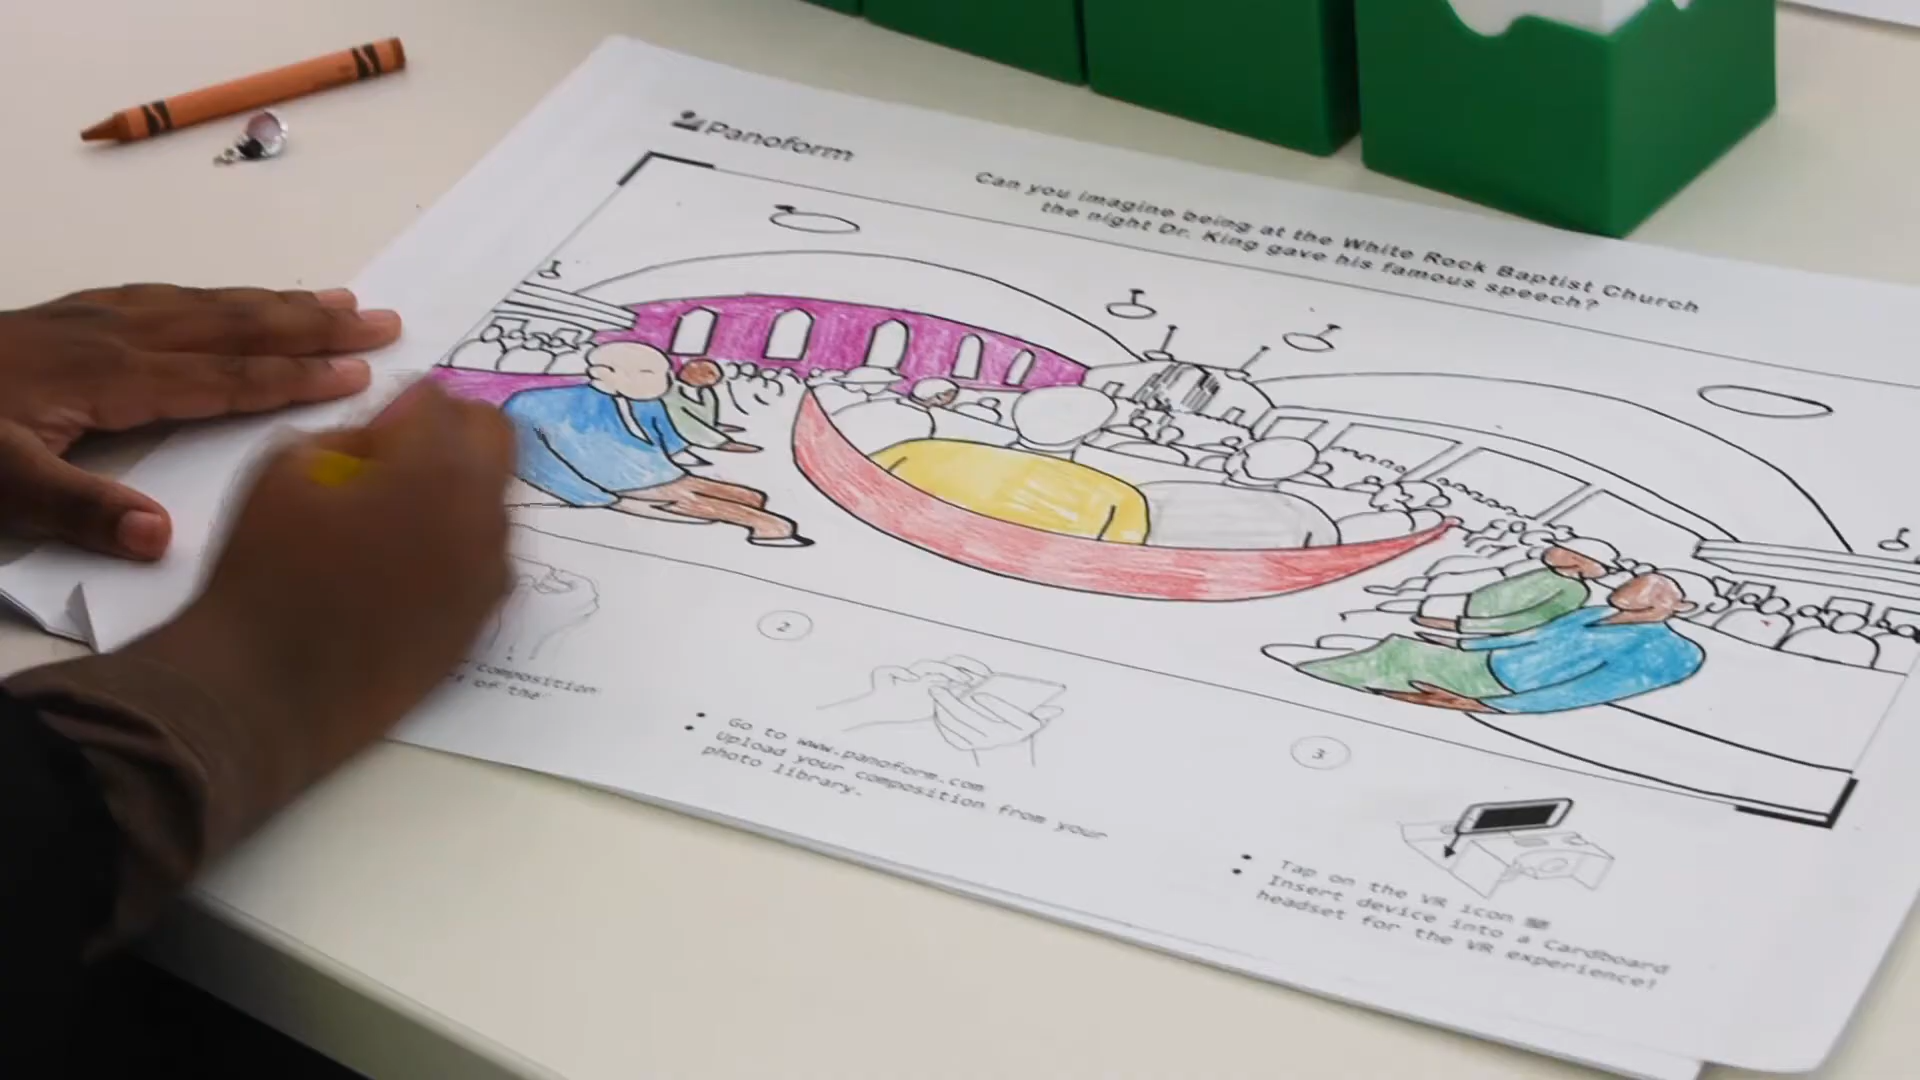 Panoform
Can you imagine being at the White Rock Baptist Church
the night Dr. King gave his famous speech?
composition
of the
2
Go to www.panoform.com
Upload your composition from your
photo library.
3
Tap on the VR icon
Insert device into a Cardboard
headset for the VR experience!